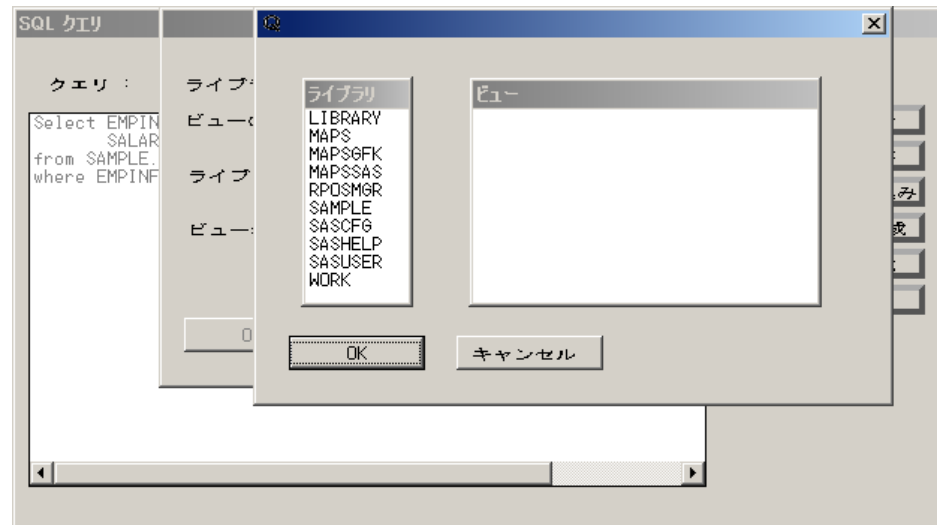 SQL クエリ
クエリ :
Select EMPIN
SALAR
from SAMPLE.
where EMPINF
ライブ
ビューの
ライブ
ビュー
ライブラリ
LIBRARY
MAPS
MAPSGFK
MAPSSAS
RPOSMGR
SAMPLE
SASCFG
SASHELP
SASUSER
WORK
ビュー
OK
キャンセル
み
成